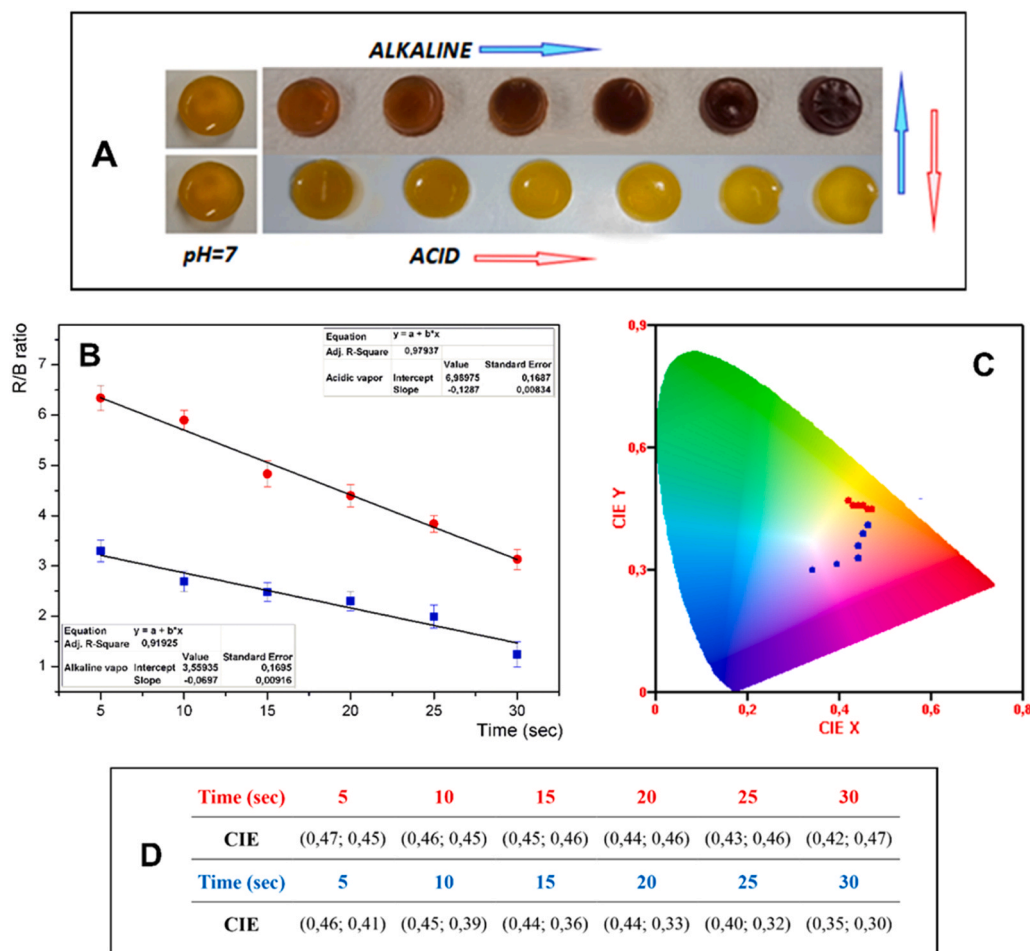 ALKALINE
A
pH=7
ACID
B
R/B ratio
7
6
5
4
3
2
1
5 10 15 20 25 30
Time (sec)
Equation y = a + b*x
Adj. R-Square 0,97937
Value Standard Error
Acidic vapor Intercept 6,98975 0,1687
Slope -0,1287 0,00834
Equation y = a + b*x
Adj. R-Square 0,91925
Value Standard Error
Alkaline vapo Intercept 3,55935 0,1695
Slope -0,0697 0,00916
C
CIE Y
0,9
0,6
0,3
0
0 0,2 0,4 0,6 0,8
CIE X
D
Time (sec) 5 10 15 20 25 30
CIE (0,47; 0,45) (0,46; 0,45) (0,45; 0,46) (0,44; 0,46) (0,43; 0,46) (0,42; 0,47)
Time (sec) 5 10 15 20 25 30
CIE (0,46; 0,41) (0,45; 0,39) (0,44; 0,36) (0,44; 0,33) (0,40; 0,32) (0,35; 0,30)